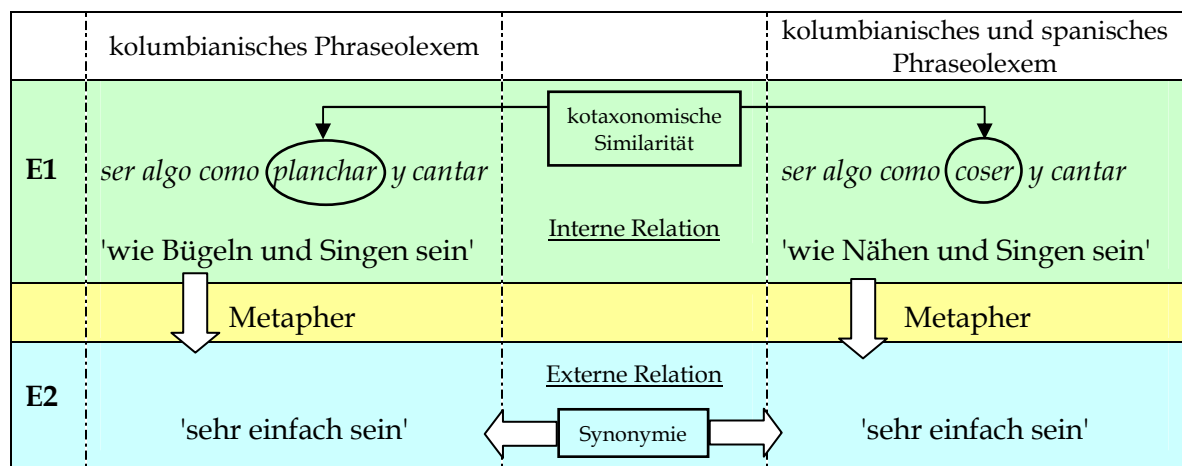 kolumbianisches Phraseolexem
kolumbianisches und spanisches
Phraseolexem
E1
kotaxonomische
Similarität
ser algo como planchar y cantar
ser algo como coser y cantar
Interne Relation
'wie Bügeln und Singen sein'
'wie Nähen und Singen sein'
Metapher
Metapher
E2
Externe Relation
'sehr einfach sein'
Synonymie
'sehr einfach sein'